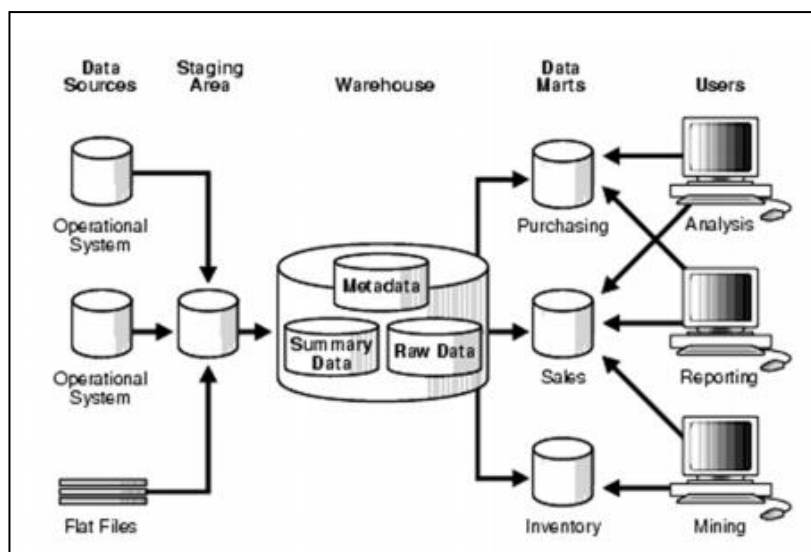 Data Sources
Staging Area
Warehouse
Data Marts
Users
Operational System
Purchasing
Analysis
Metadata
Summary Data
Raw Data
Operational System
Sales
Reporting
Flat Files
Inventory
Mining